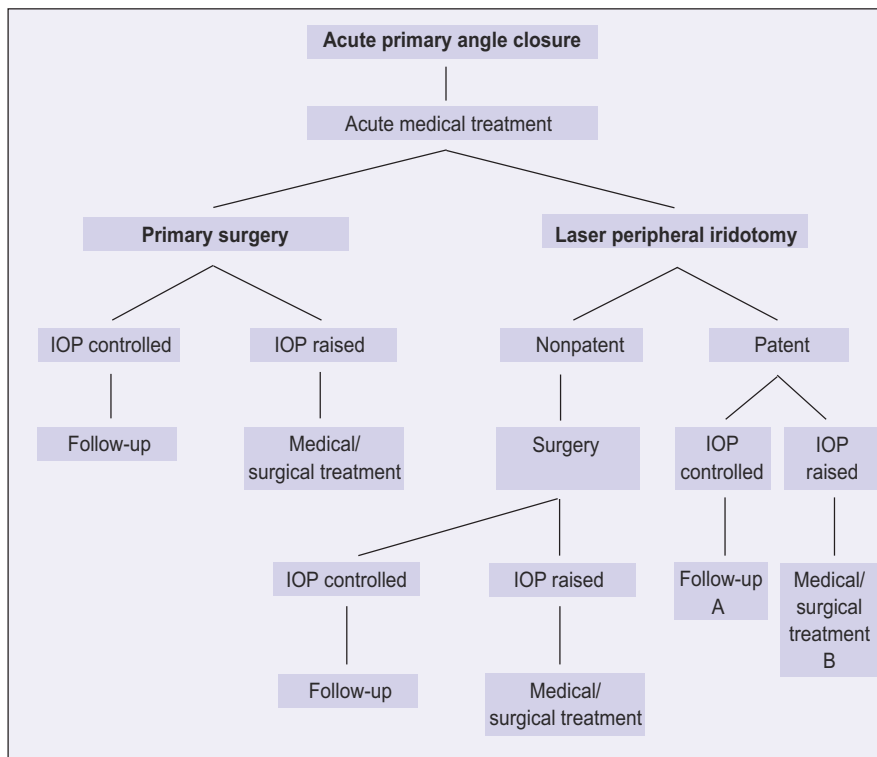 Acute primary angle closure
Acute medical treatment
Primary surgery
Laser peripheral iridotomy
IOP controlled
IOP raised
Nonpatent
Patent
Follow-up
Medical/
surgical treatment
Surgery
IOP
controlled
IOP
raised
IOP controlled
IOP raised
Follow-up
A
Medical/
surgical
treatment
B
Follow-up
Medical/
surgical treatment